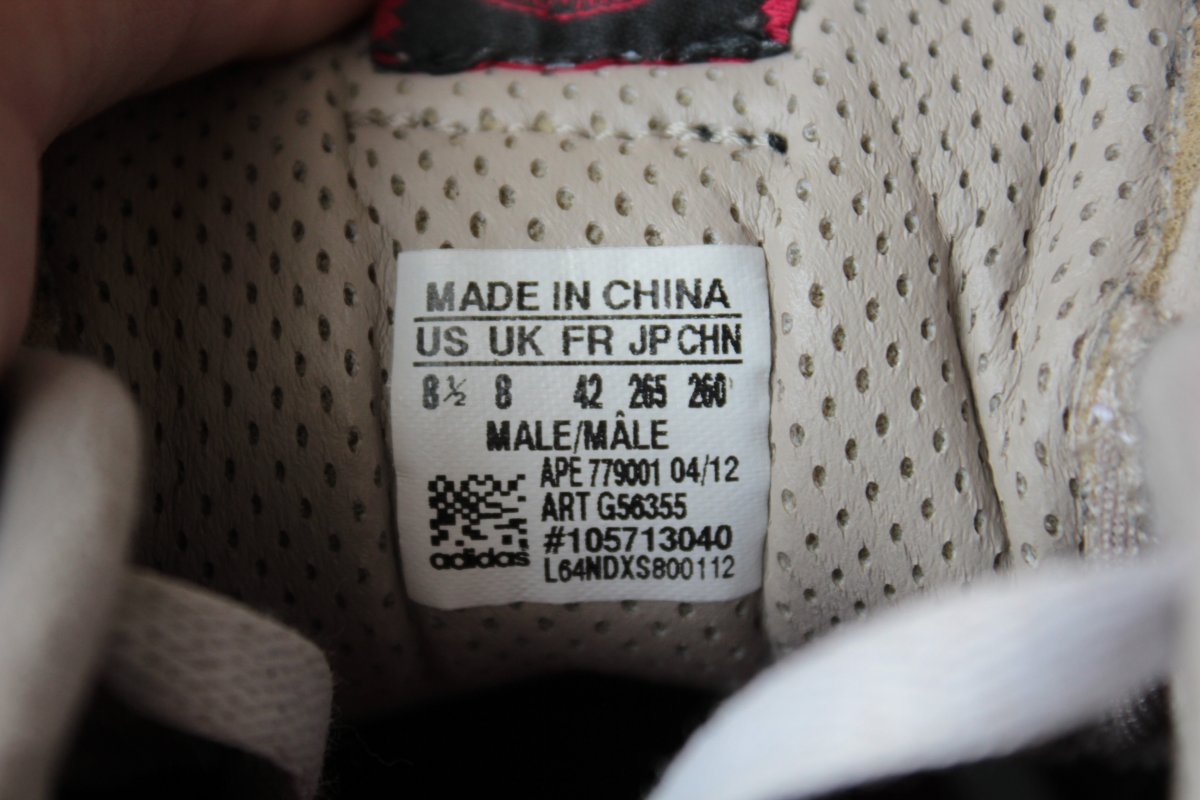 MADE IN CHINA
US UK FR JP CHN
8½ 8 42 265 260
MALE/MÂLE
APE 779001 04/12
ART G56355
#105713040
adidas L64NDXS800112